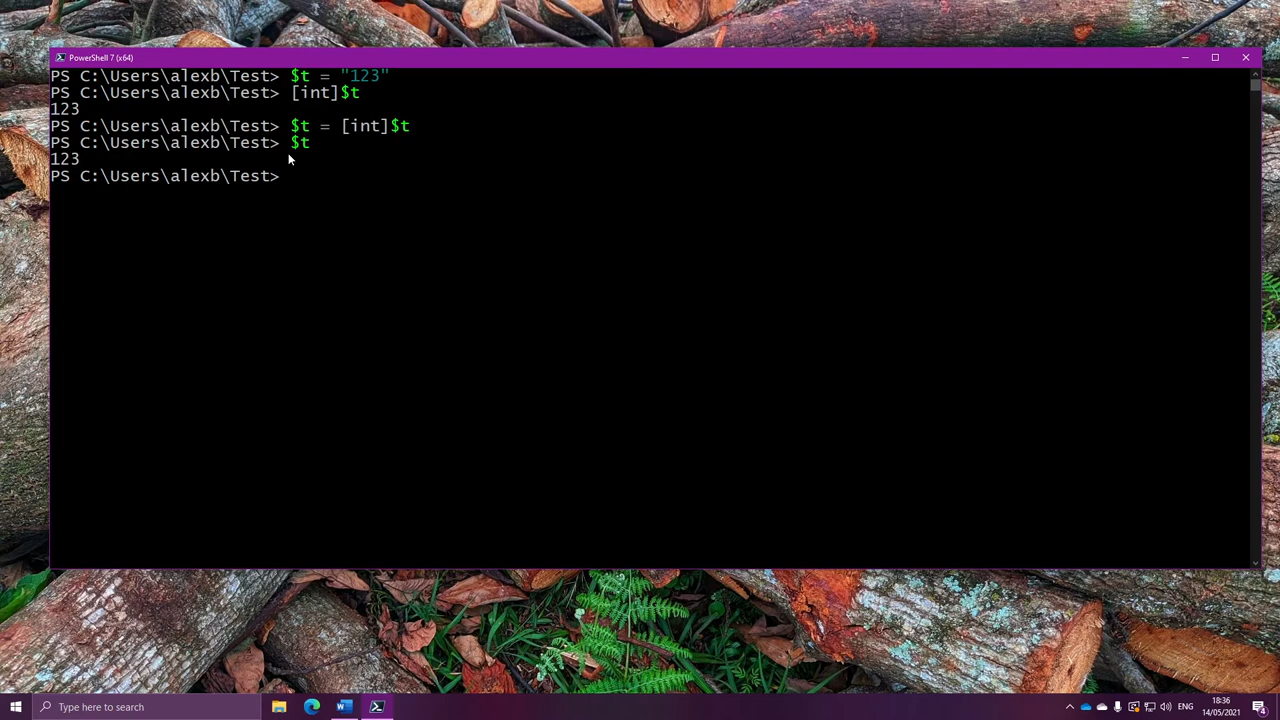 PowerShell 7 (x64)
PS C:\Users\alexb\Test> $t = "123"
PS C:\Users\alexb\Test> [int]$t
123
PS C:\Users\alexb\Test> $t = [int]$t
PS C:\Users\alexb\Test> $t
123
PS C:\Users\alexb\Test>
Type here to search
ENG
18:36
14/05/2021
4